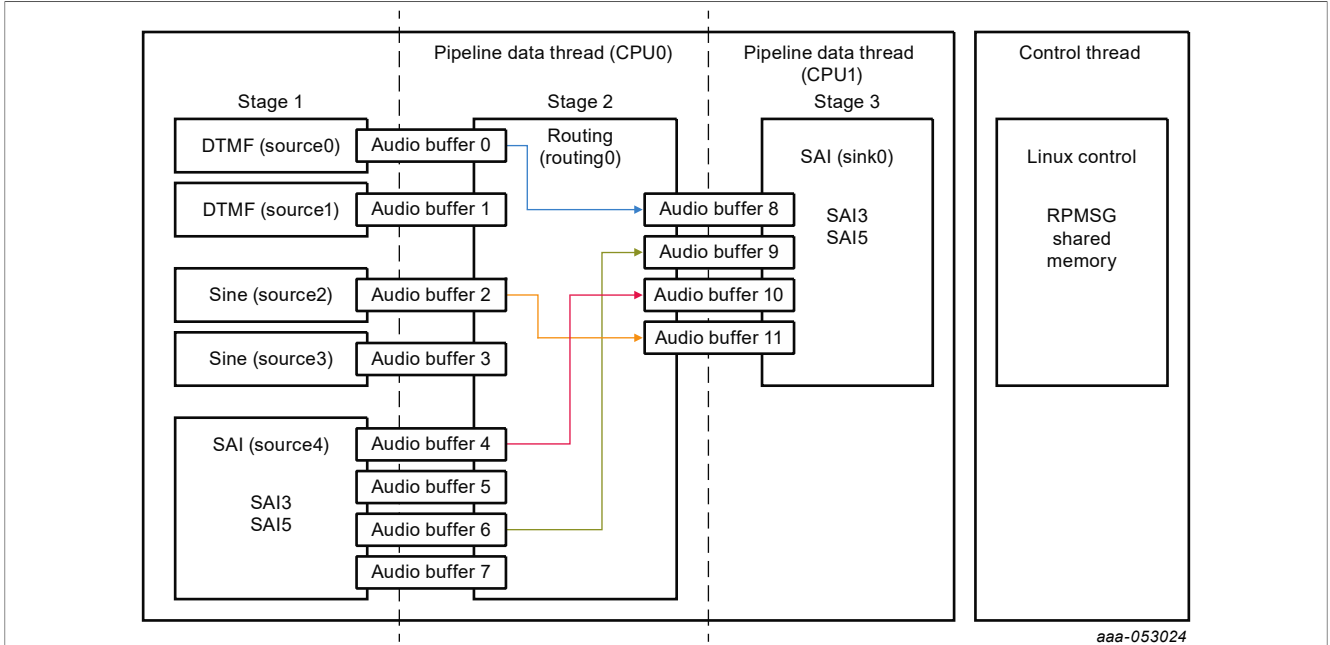 Pipeline data thread (CPU0)
Pipeline data thread
(CPU1)
Control thread
Stage 1
Stage 2
Stage 3
DTMF (source0)
Audio buffer 0
Routing
(routing0)
SAI (sink0)
Linux control
DTMF (source1)
Audio buffer 1
Audio buffer 8
SAI3
SAI5
RPMSG
shared
memory
Audio buffer 9
Sine (source2)
Audio buffer 2
Audio buffer 10
Audio buffer 11
Sine (source3)
Audio buffer 3
SAI (source4)
Audio buffer 4
SAI3
SAI5
Audio buffer 5
Audio buffer 6
Audio buffer 7
aaa-053024